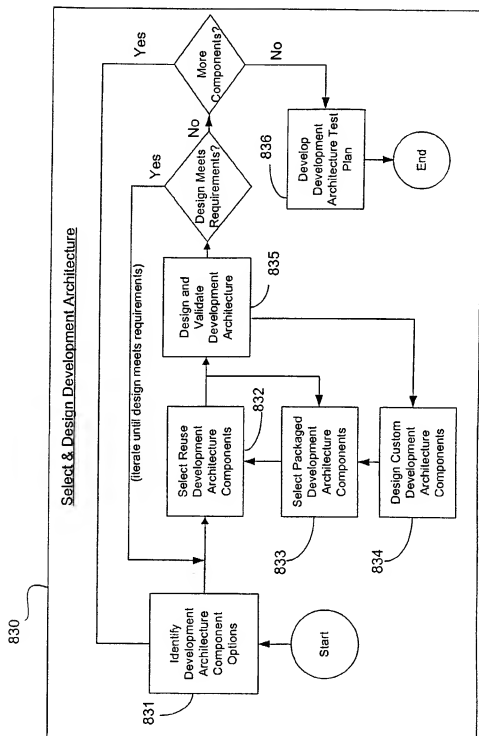 830
Select & Design Development Architecture
Yes
Yes
(iterate until design meets requirements)
More
Components?
No
No
Design Meets
Requirements?
836
Develop
Development
Architecture Test
Plan
End
Design and
Validate
Development
Architecture
835
Select Reuse
Development
Architecture
Components
832
Select Packaged
Development
Architecture
Components
833
Design Custom
Development
Architecture
Components
834
Identify
Development
Architecture
Component
Options
831
Start